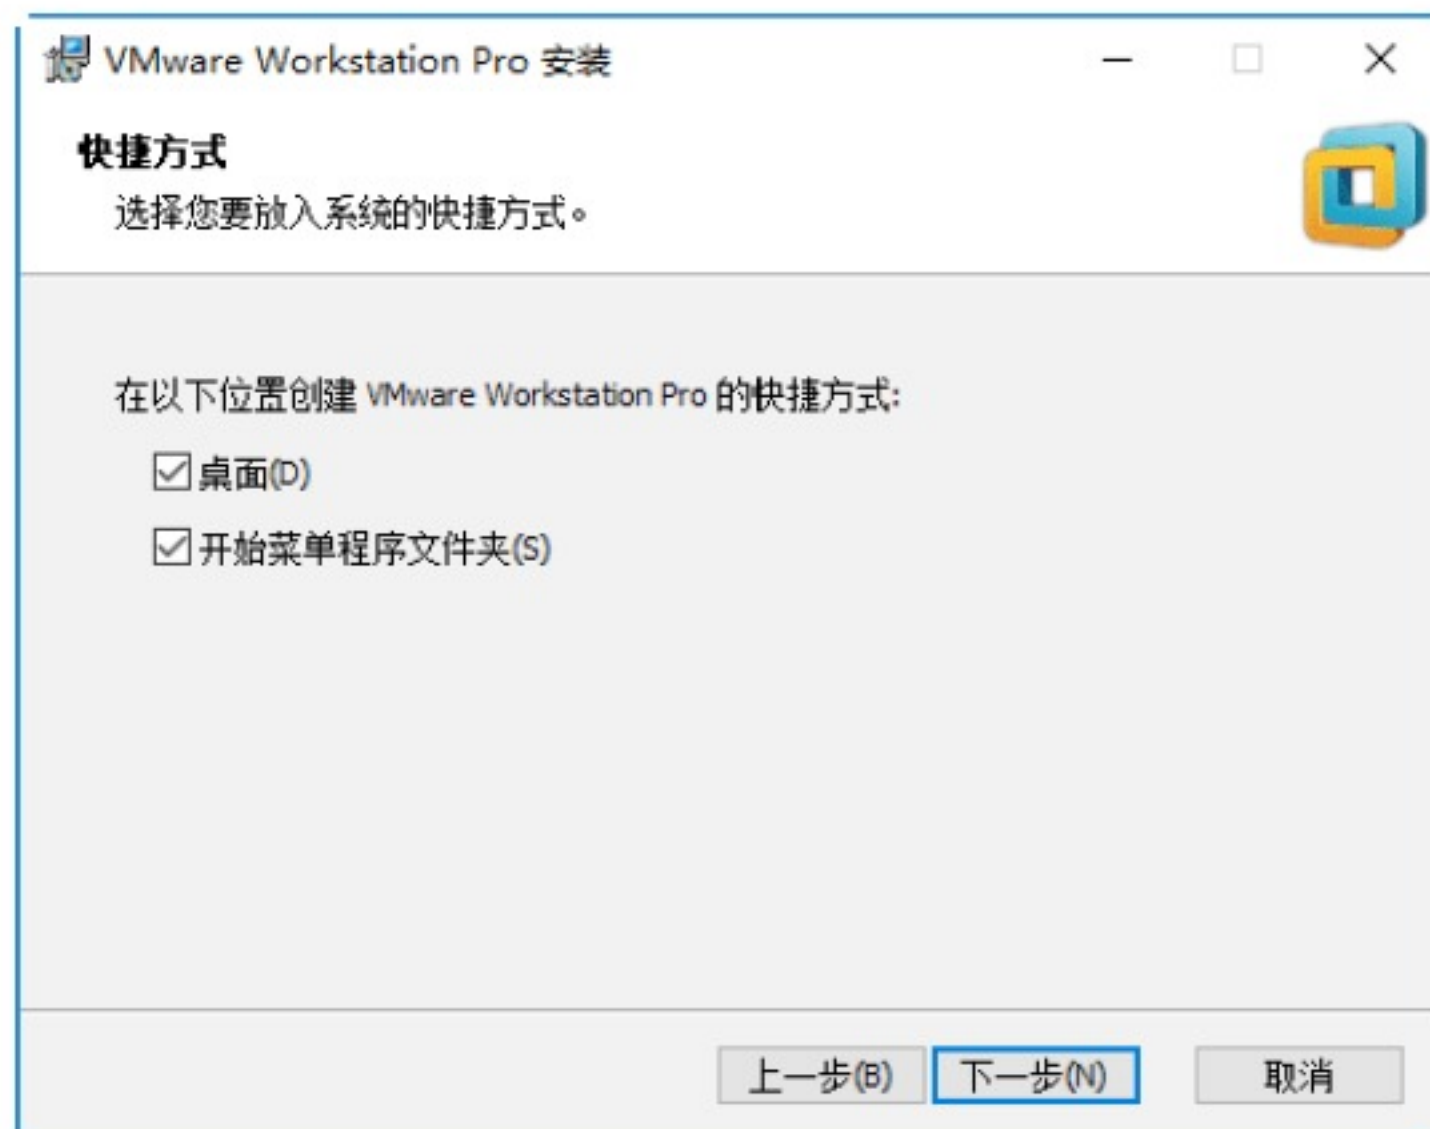 VMware Workstation Pro 安装
快捷方式
选择您要放入系统的快捷方式。
在以下位置创建 VMware Workstation Pro 的快捷方式:
桌面(D)
开始菜单程序文件夹(S)
上一步(B) 下一步(N) 取消